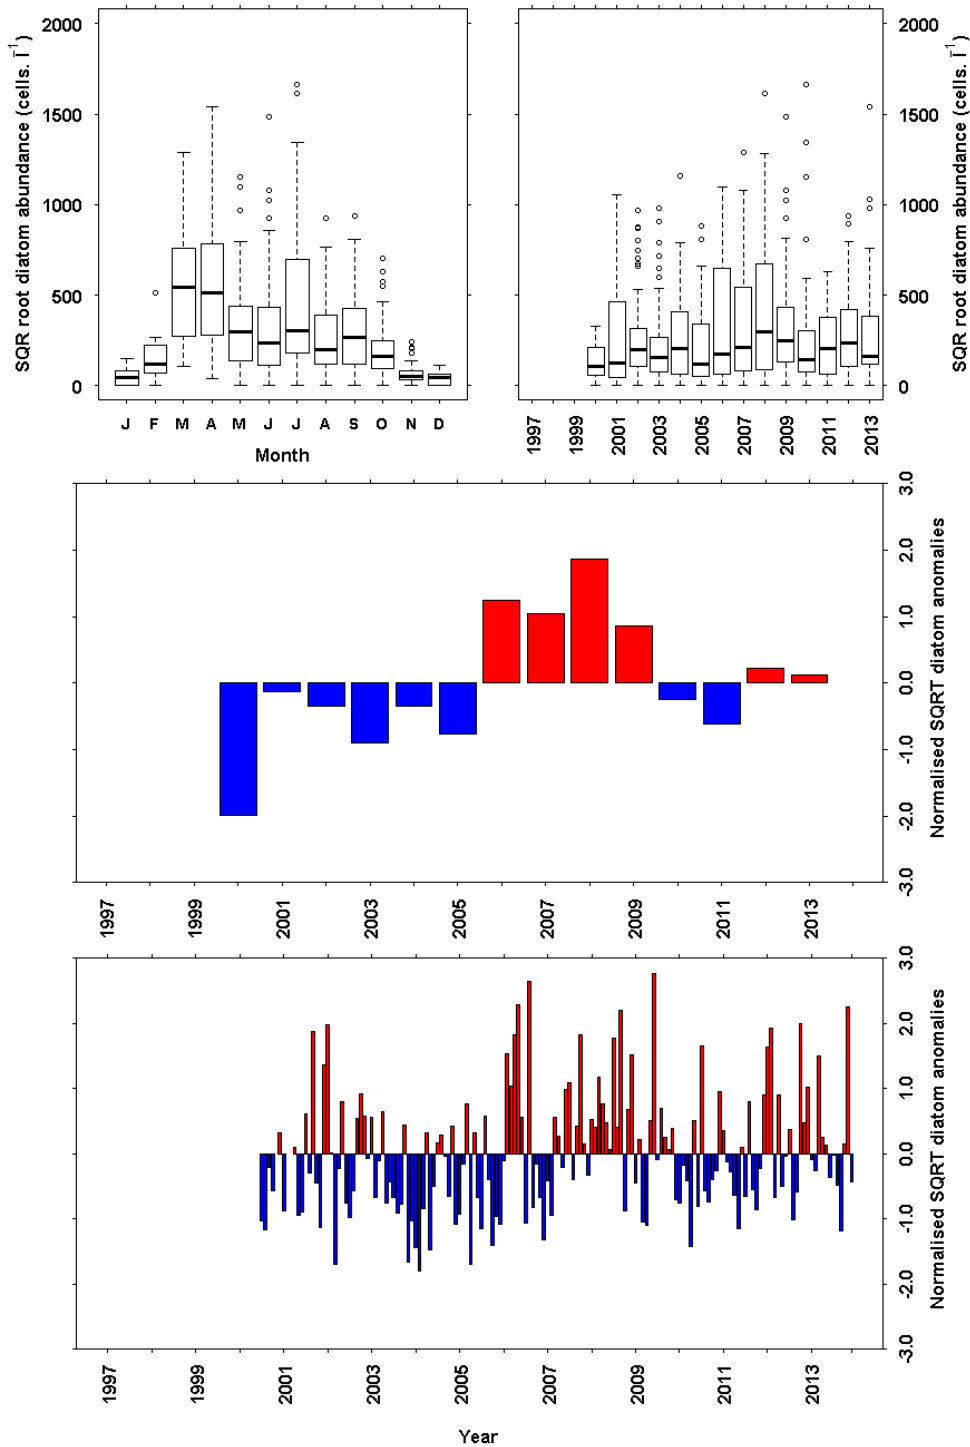 SQR root diatom abundance (cells. l⁻¹)
2000
1500
1000
500
0
J F M A M J J A S O N D
Month
2000
1500
1000
500
0
SQR root diatom abundance (cells. l⁻¹)
1997 1999 2001 2003 2005 2007 2009 2011 2013
3.0
2.0
1.0
0.0
-1.0
-2.0
-3.0
Normalised SQRT diatom anomalies
1997 1999 2001 2003 2005 2007 2009 2011 2013
3.0
2.0
1.0
0.0
-1.0
-2.0
-3.0
Normalised SQRT diatom anomalies
1997 1999 2001 2003 2005 2007 2009 2011 2013
Year